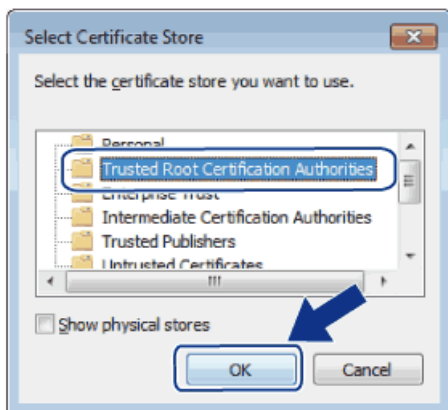 Select Certificate Store
Select the certificate store you want to use.
Personal
Trusted Root Certification Authorities
Enterprise Trust
Intermediate Certification Authorities
Trusted Publishers
Untrusted Certificates
Show physical stores
OK Cancel